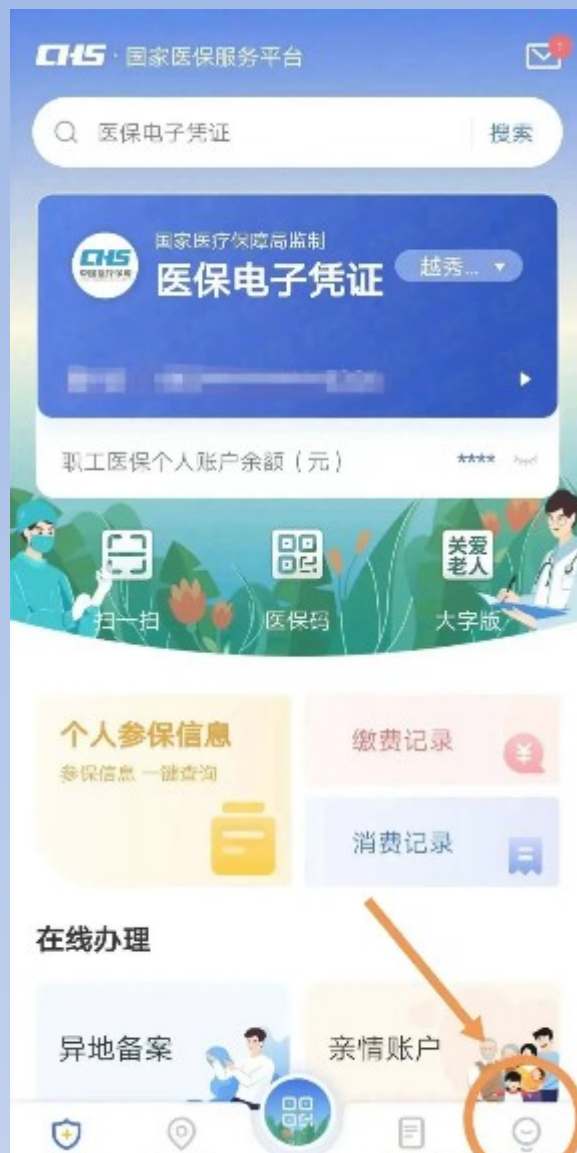 CHS · 国家医保服务平台
医保电子凭证
搜索
国家医疗保障局监制
CHS
医保电子凭证
越秀...
职工医保个人账户余额（元）
****
关爱
老人
扫一扫
医保码
大字版
个人参保信息
参保信息 一键查询
缴费记录
消费记录
在线办理
异地备案
亲情账户